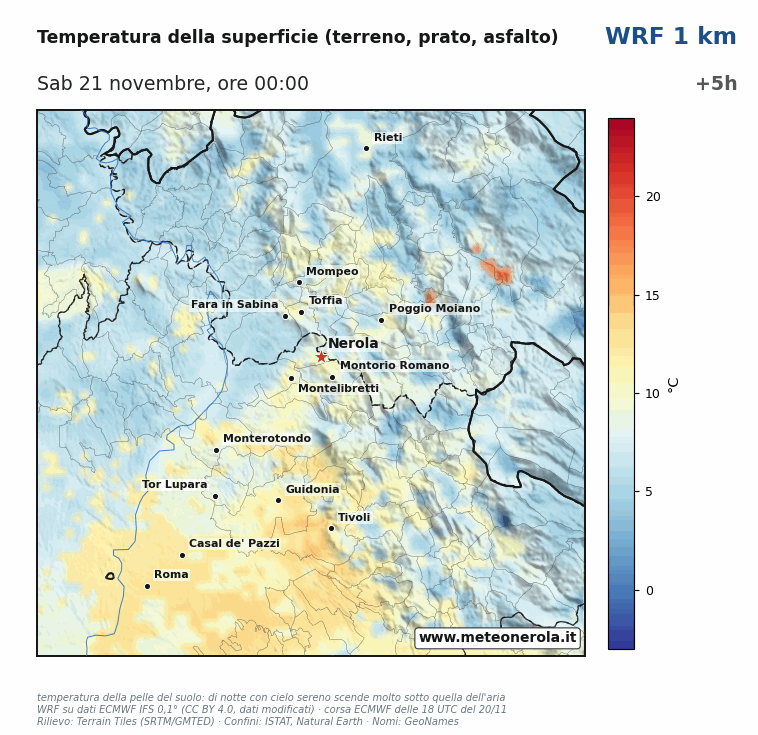 Temperatura della superficie (terreno, prato, asfalto)
WRF 1 km
Sab 21 novembre, ore 00:00
+5h
Rieti
Mompeo
Fara in Sabina
Toffia
Poggio Moiano
Nerola
Montorio Romano
Montelibretti
Monterotondo
Tor Lupara
Guidonia
Tivoli
Casal de' Pazzi
Roma
www.meteonerola.it
20
15
10
5
0
°C
temperatura della pelle del suolo: di notte con cielo sereno scende molto sotto quella dell'aria
WRF su dati ECMWF IFS 0,1° (CC BY 4.0, dati modificati) · corsa ECMWF delle 18 UTC del 20/11
Rilievo: Terrain Tiles (SRTM/GMTED) · Confini: ISTAT, Natural Earth · Nomi: GeoNames